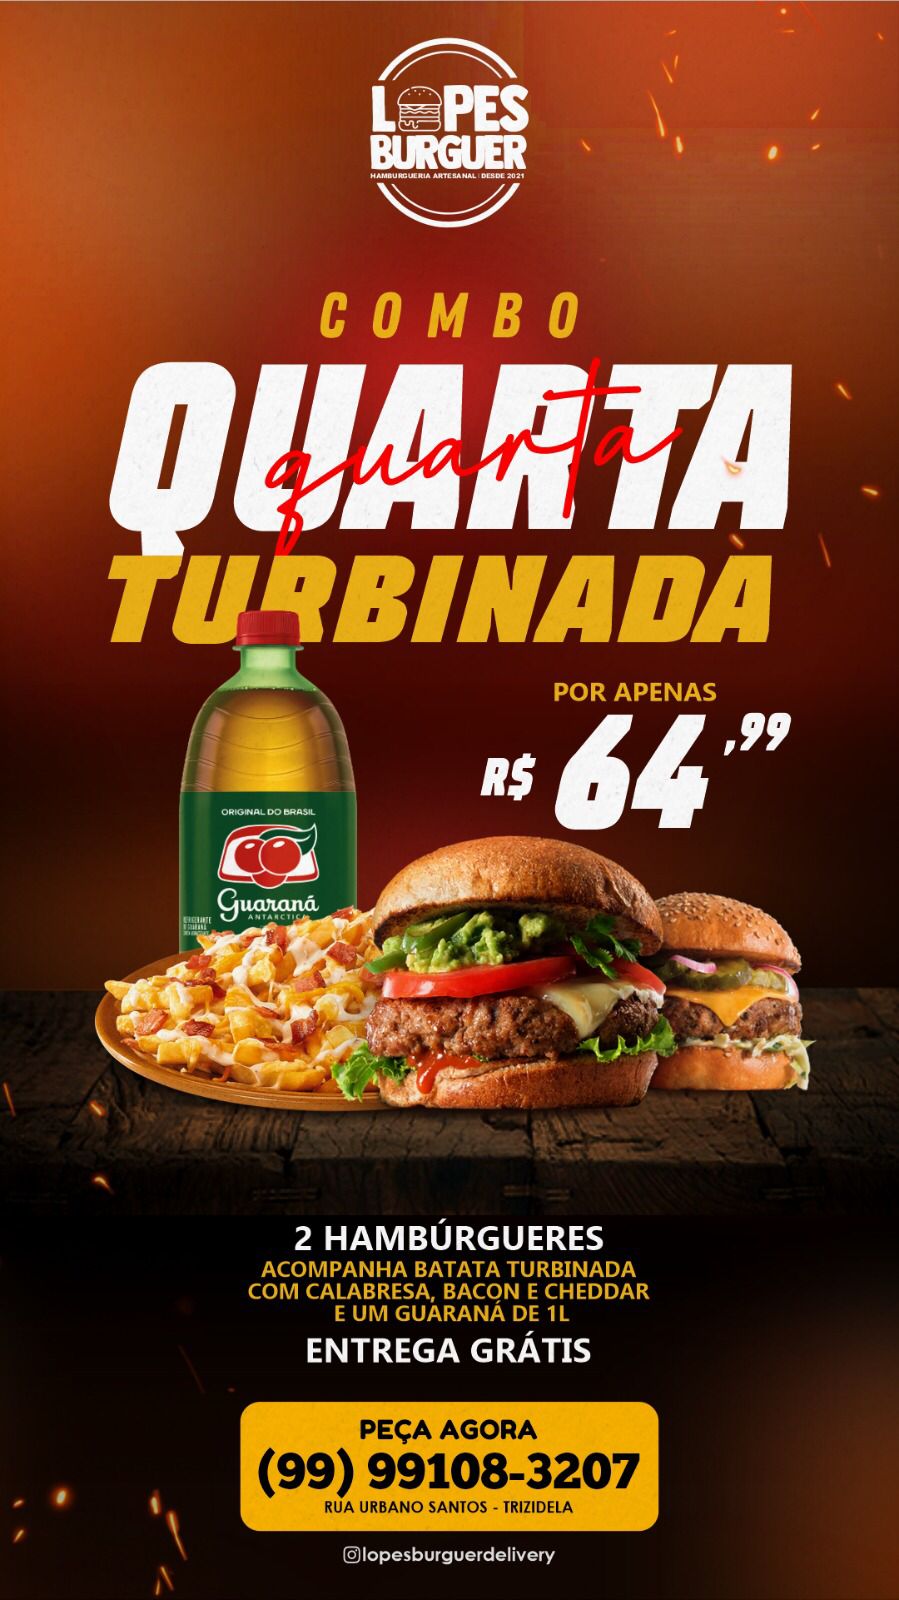 LOPES
BURGUER
HAMBURGUERIA ARTESANAL | DESDE 2021
COMBO
QUARTA
quarta
TURBINADA
POR APENAS
R$ 64,99
ORIGINAL DO BRASIL
Guaraná
ANTARCTICA
2 HAMBÚRGUERES
ACOMPANHA BATATA TURBINADA
COM CALABRESA, BACON E CHEDDAR
E UM GUARANÁ DE 1L
ENTREGA GRÁTIS
PEÇA AGORA
(99) 99108-3207
RUA URBANO SANTOS - TRIZIDELA
@lopesburguerdelivery